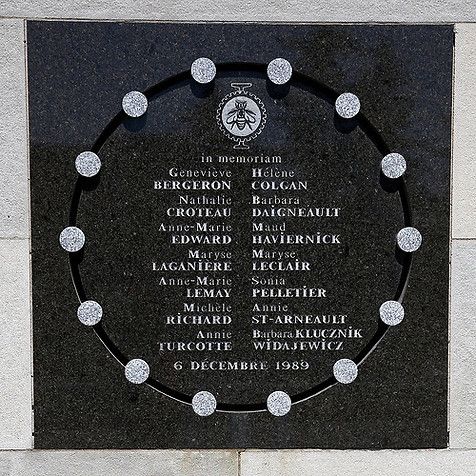 in memoriam
Geneviève Hélène
BERGERON COLGAN
Nathalie Barbara
CROTEAU DAIGNEAULT
Anne-Marie Maud
EDWARD HAVIERNICK
Maryse Maryse
LAGANIÈRE LECLAIR
Anne-Marie Sonia
LEMAY PELLETIER
Michèle Annie
RICHARD ST-ARNEAULT
Annie Barbara KLUCZNIK
TURCOTTE WIDAJEWICZ
6 DÉCEMBRE 1989